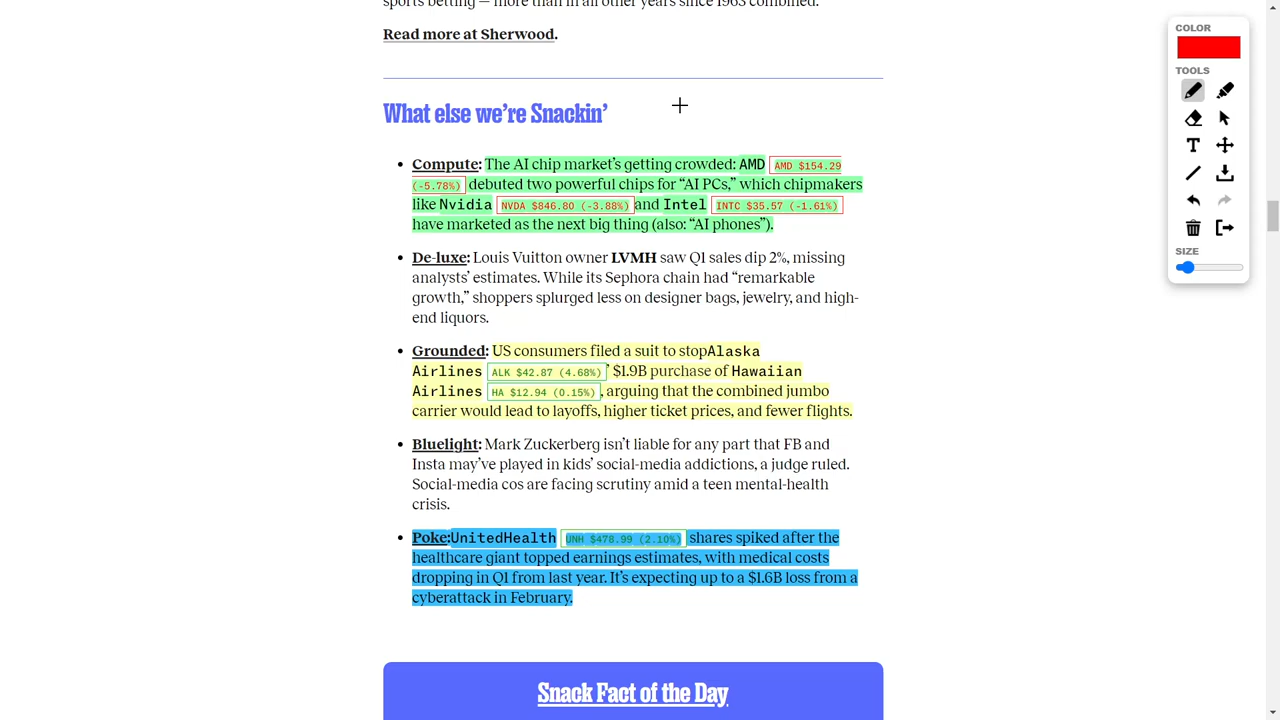 sports betting — more than in all other years since 1963 combined.
Read more at Sherwood.
What else we're Snackin'
• Compute: The AI chip market's getting crowded: AMD AMD $154.29
(-5.78%) debuted two powerful chips for “AI PCs,” which chipmakers
like Nvidia NVDA $846.80 (-3.88%) and Intel INTC $35.57 (-1.61%)
have marketed as the next big thing (also: “AI phones”).
• De-luxe: Louis Vuitton owner LVMH saw Q1 sales dip 2%, missing
analysts' estimates. While its Sephora chain had “remarkable
growth,” shoppers splurged less on designer bags, jewelry, and high-
end liquors.
• Grounded: US consumers filed a suit to stopAlaska
Airlines ALK $42.87 (4.68%) ' $1.9B purchase of Hawaiian
Airlines HA $12.94 (0.15%) , arguing that the combined jumbo
carrier would lead to layoffs, higher ticket prices, and fewer flights.
• Bluelight: Mark Zuckerberg isn't liable for any part that FB and
Insta may've played in kids' social-media addictions, a judge ruled.
Social-media cos are facing scrutiny amid a teen mental-health
crisis.
• Poke:UnitedHealth UNH $478.99 (2.10%) shares spiked after the
healthcare giant topped earnings estimates, with medical costs
dropping in Q1 from last year. It's expecting up to a $1.6B loss from a
cyberattack in February.
Snack Fact of the Day
COLOR
TOOLS
T
SIZE